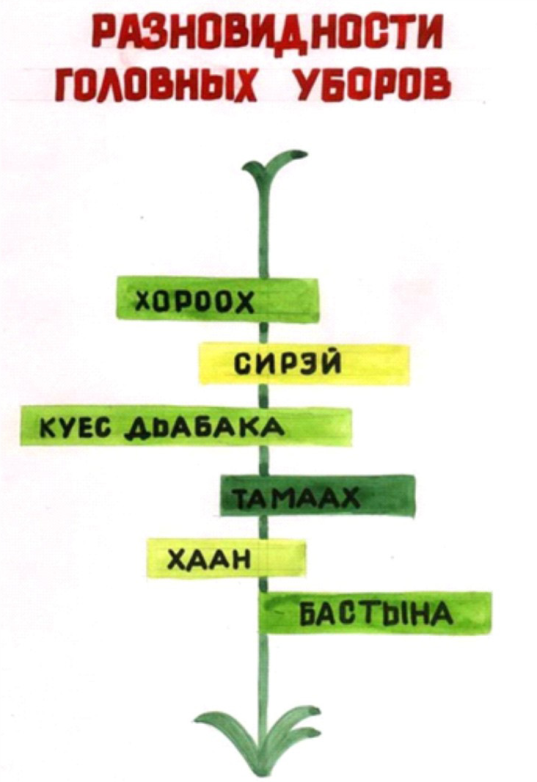 РАЗНОВИДНОСТИ
ГОЛОВНЫХ УБОРОВ
ХОРООХ
СИРЭЙ
КУЕС ДЬАБАКА
ТАМААХ
ХААН
БАСТЫНА